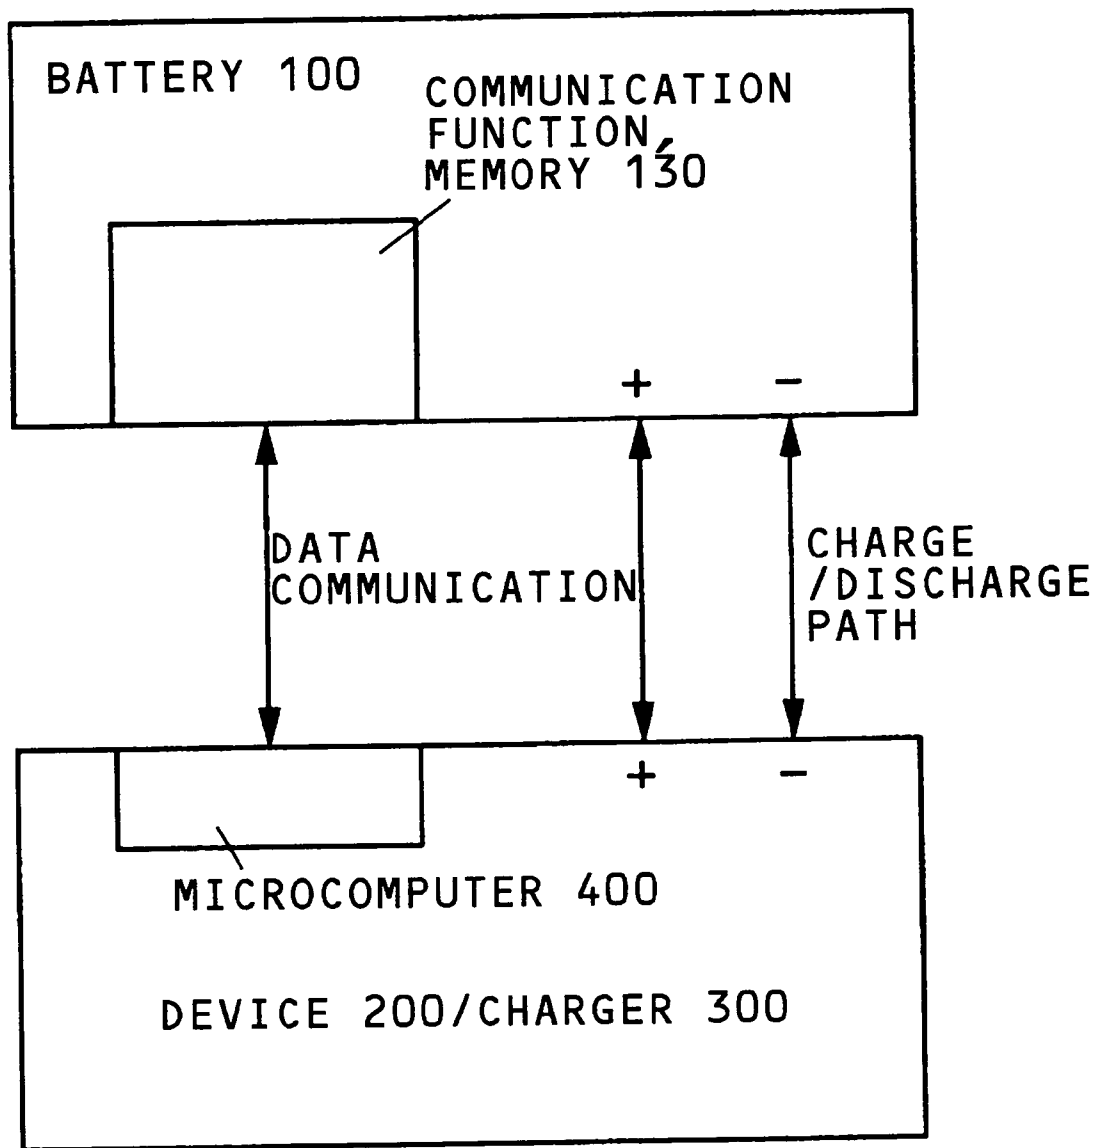 BATTERY 100
COMMUNICATION
FUNCTION,
MEMORY 130
+ −
DATA
COMMUNICATION
CHARGE
/DISCHARGE
PATH
+ −
MICROCOMPUTER 400
DEVICE 200/CHARGER 300